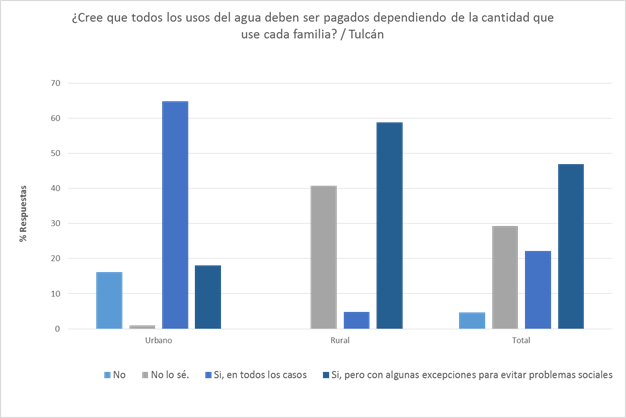 ¿Cree que todos los usos del agua deben ser pagados dependiendo de la cantidad que
use cada familia? / Tulcán
70
60
50
40
30
20
10
0
% Respuestas
Urbano
Rural
Total
No
No lo sé.
Si, en todos los casos
Si, pero con algunas excepciones para evitar problemas sociales